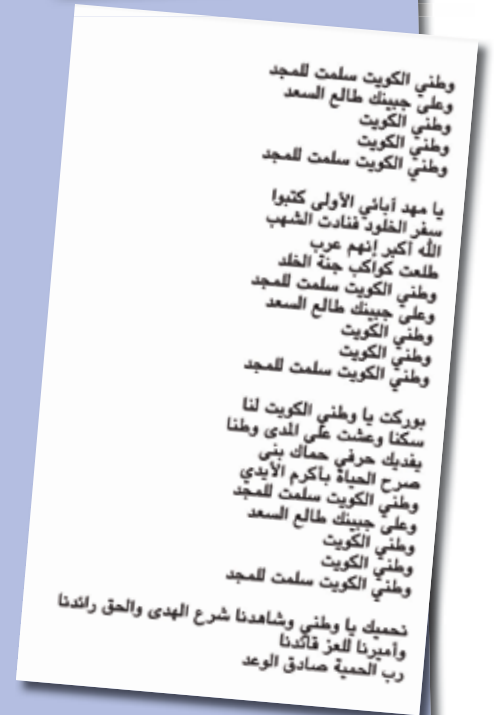 وطني الكويت سلمت للمجد
وعلى جبينك طالع السعد
وطني الكويت
وطني الكويت
وطني الكويت سلمت للمجد
يا مهد آبائي الأولى كتبوا
سفر الخلود فنادت الشهب
الله أكبر إنهم عرب
طلعت كواكب جنة الخلد
وطني الكويت سلمت للمجد
وعلى جبينك طالع السعد
وطني الكويت
وطني الكويت
وطني الكويت سلمت للمجد
بوركت يا وطني الكويت لنا
سكنا وعشت على المدى وطنا
يفديك حرفي حماك بنى
صرح الحياة بأكرم الأيدي
وطني الكويت سلمت للمجد
وعلى جبينك طالع السعد
وطني الكويت
وطني الكويت
وطني الكويت سلمت للمجد
نحميك يا وطني وشاهدنا شرع الهدى والحق رائدنا
وأميرنا للعز قائدنا
رب الحمية صادق الوعد